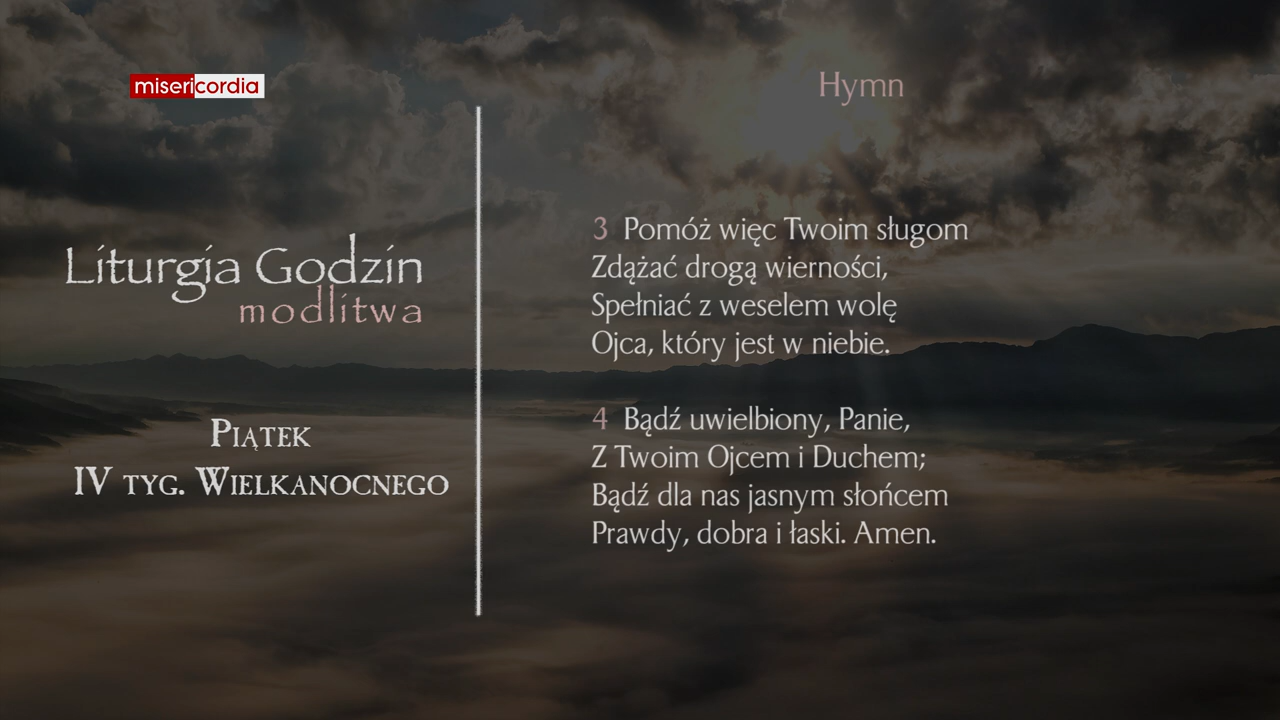 misericordia
Liturgia Godzin
modlitwa
Piątek
IV tyg. Wielkanocnego
Hymn
3 Pomóż więc Twoim sługom
Zdążać drogą wierności,
Spełniać z weselem wolę
Ojca, który jest w niebie.
4 Bądź uwielbiony, Panie,
Z Twoim Ojcem i Duchem;
Bądź dla nas jasnym słońcem
Prawdy, dobra i łaski. Amen.